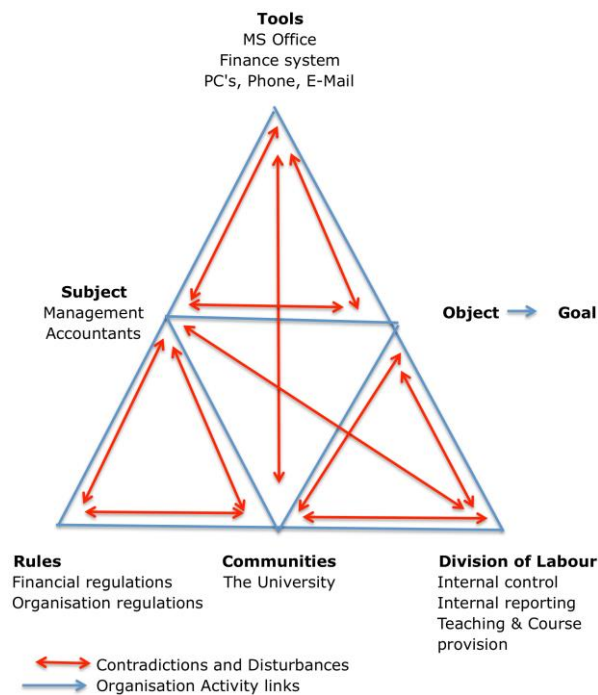 Tools
MS Office
Finance system
PC's, Phone, E-Mail
Subject
Management
Accountants
Object
Goal
Rules
Financial regulations
Organisation regulations
Communities
The University
Division of Labour
Internal control
Internal reporting
Teaching & Course
provision
Contradictions and Disturbances
Organisation Activity links